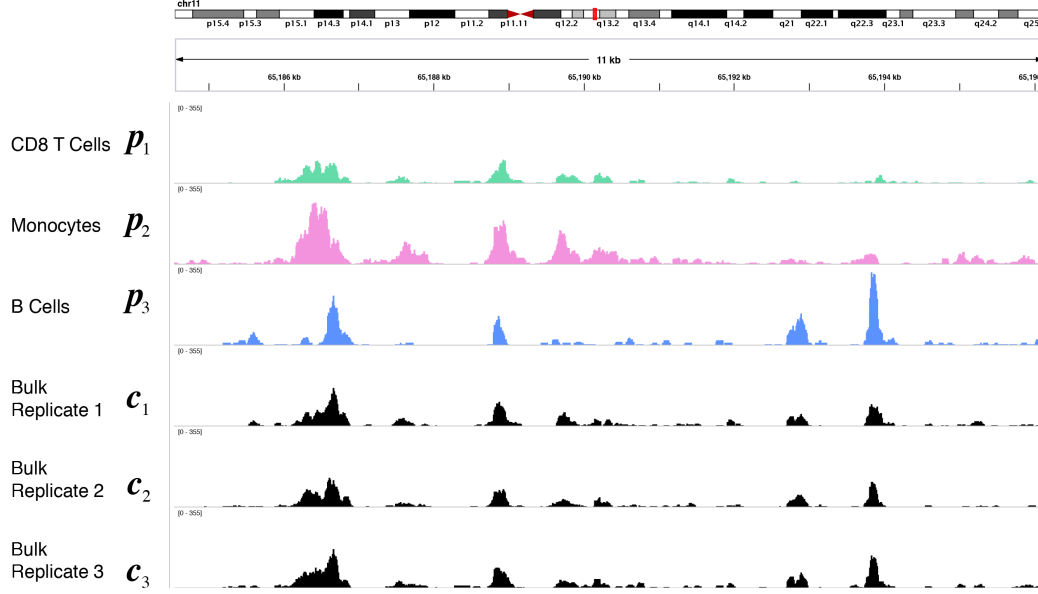 chr11
p15.4 p15.3 p15.1 p14.3 p14.1 p13 p12 p11.2 p11.11 q12.2 q13.2 q13.4 q14.1 q14.2 q21 q22.1 q22.3 q23.1 q23.3 q24.2 q25
11 kb
65,186 kb 65,188 kb 65,190 kb 65,192 kb 65,194 kb
[0 - 355]
CD8 T Cells p1
[0 - 355]
Monocytes p2
[0 - 355]
B Cells p3
[0 - 355]
Bulk
Replicate 1 c1
[0 - 355]
Bulk
Replicate 2 c2
[0 - 355]
Bulk
Replicate 3 c3